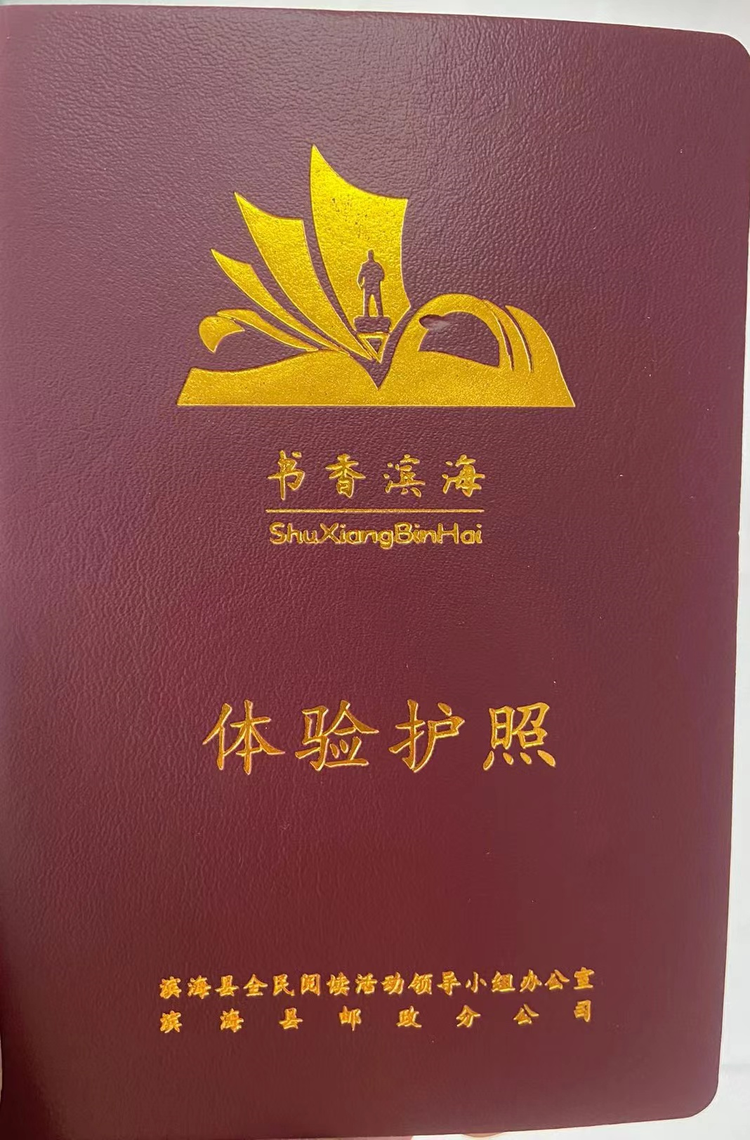 书香滨海
ShuXiangBinHai
体验护照
滨海县全民阅读活动领导小组办公室
滨海县邮政分公司